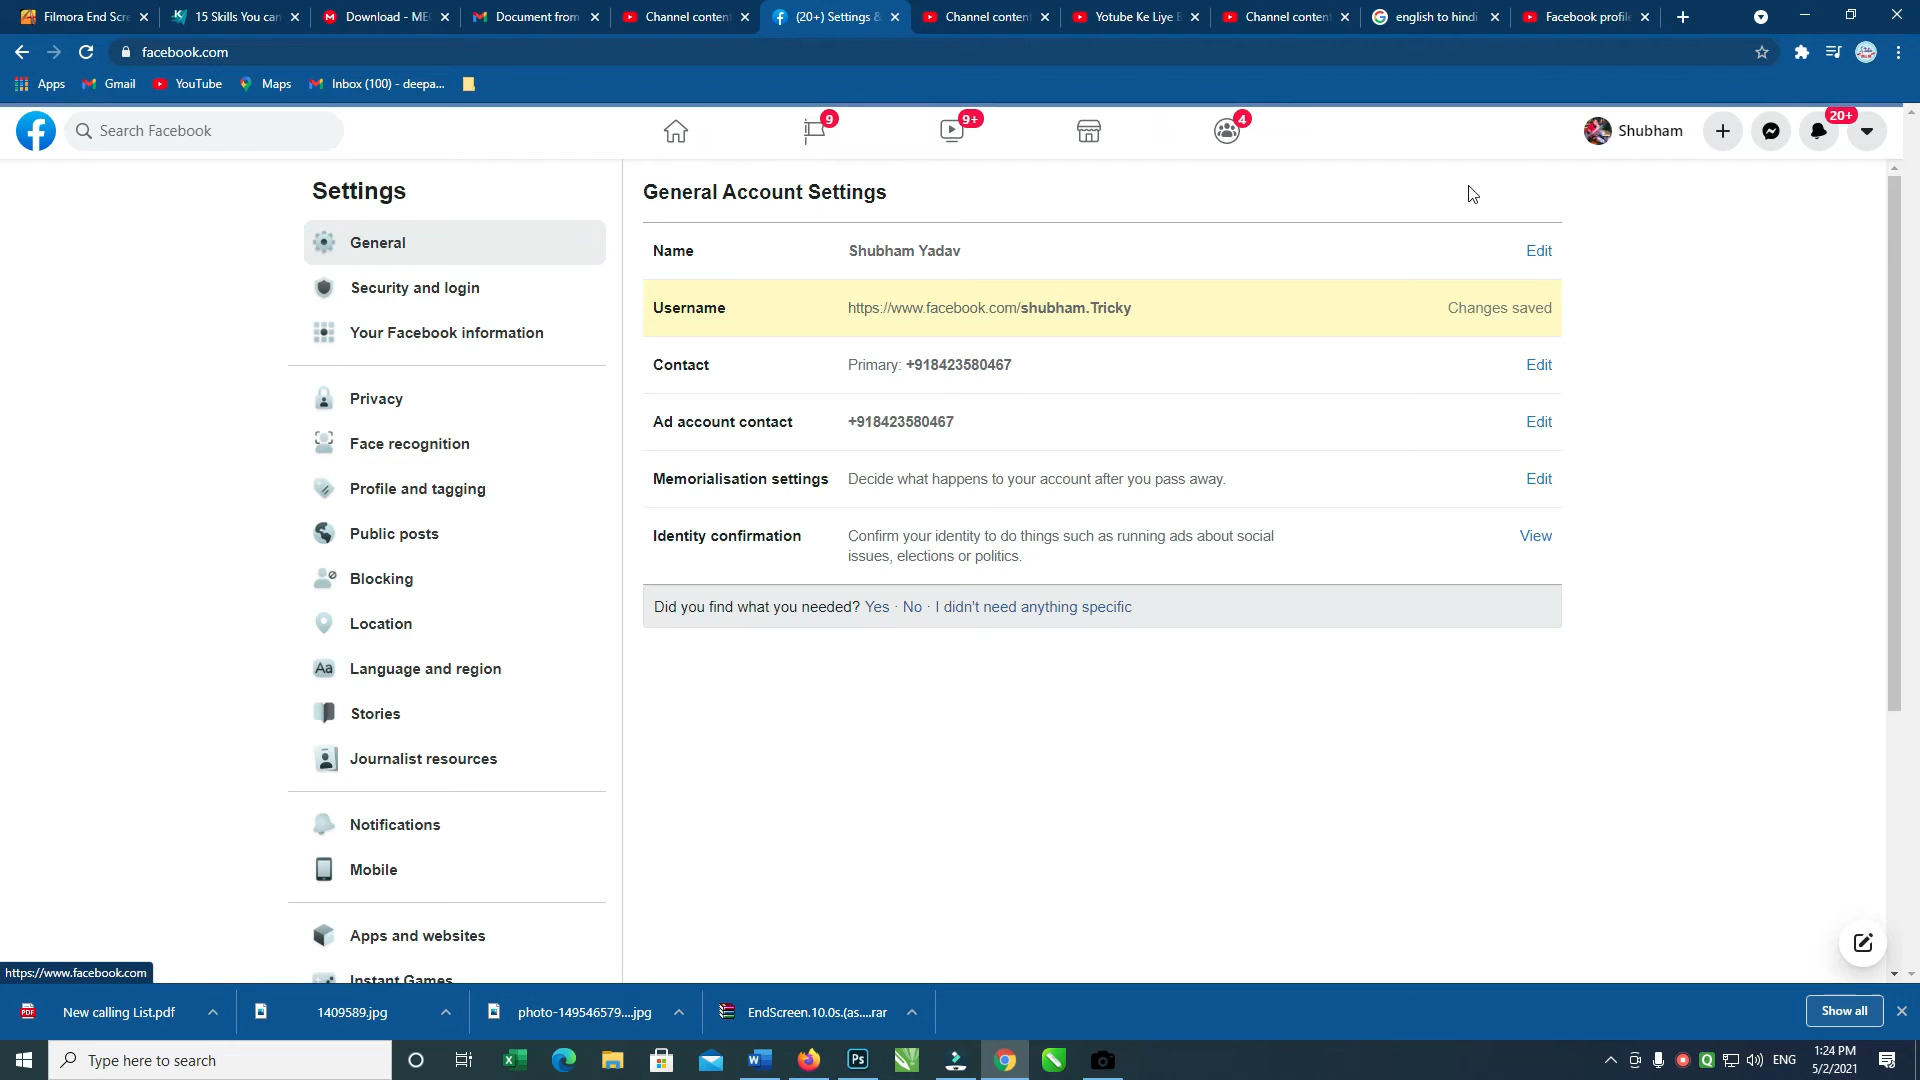 Filmora End Scre
15 Skills You can
Download - ME
Document from
Channel content
(20+) Settings &
Channel content
Yotube Ke Liye E
Channel content
english to hindi
Facebook profile
facebook.com
Apps
Gmail
YouTube
Maps
Inbox (100) - deepa...
Search Facebook
9
9+
4
Shubham
20+
Settings
General
Security and login
Your Facebook information
Privacy
Face recognition
Profile and tagging
Public posts
Blocking
Location
Aa Language and region
Stories
Journalist resources
Notifications
Mobile
Apps and websites
Instant Games
General Account Settings
Name Shubham Yadav Edit
Username https://www.facebook.com/shubham.Tricky Changes saved
Contact Primary: +918423580467 Edit
Ad account contact +918423580467 Edit
Memorialisation settings Decide what happens to your account after you pass away. Edit
Identity confirmation Confirm your identity to do things such as running ads about social View
issues, elections or politics.
Did you find what you needed? Yes · No · I didn't need anything specific
https://www.facebook.com
PDF New calling List.pdf
1409589.jpg
photo-149546579....jpg
EndScreen.10.0s.(as....rar
Show all
Type here to search
Ps
ENG
1:24 PM
5/2/2021